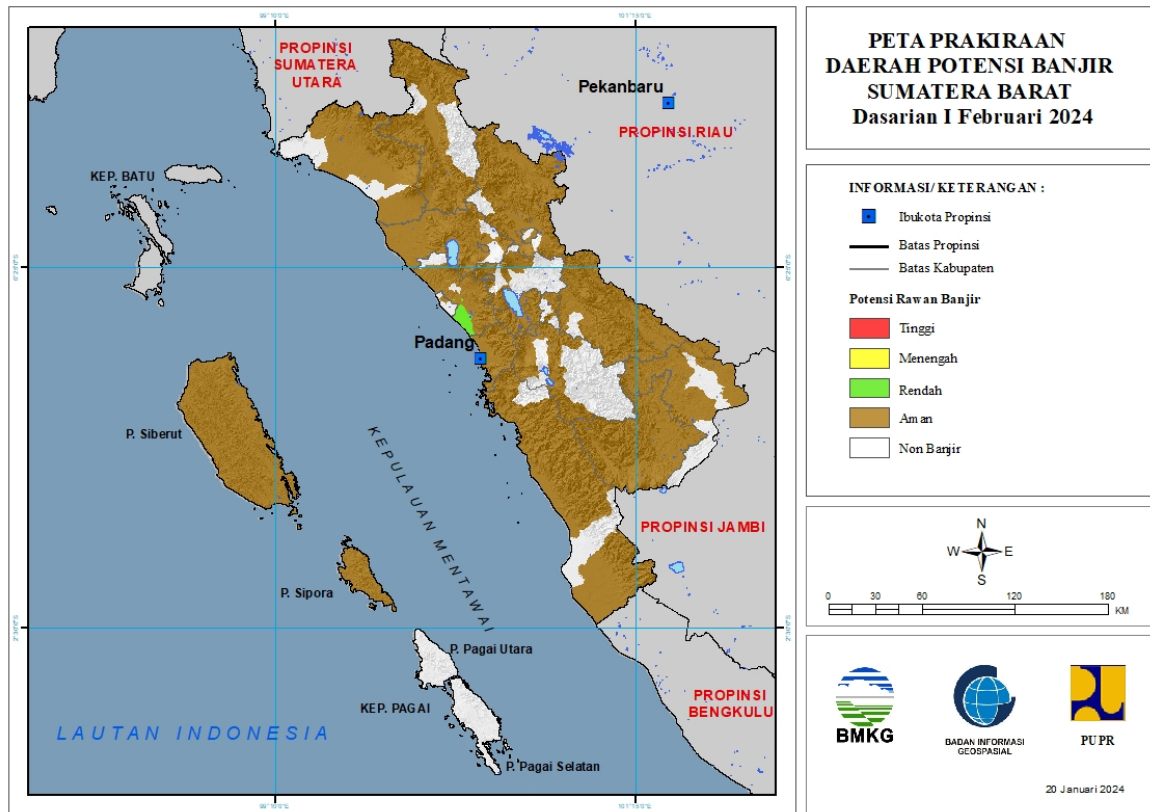 PROPINSI
SUMATERA
UTARA
Pekanbaru
PROPINSI RIAU
KEP. BATU
Padang
P. Siberut
KEPULAUAN MENTAWAI
PROPINSI JAMBI
P. Sipora
P. Pagai Utara
KEP. PAGAI
PROPINSI
BENGKULU
LAUTAN INDONESIA
P. Pagai Selatan
PETA PRAKIRAAN
DAERAH POTENSI BANJIR
SUMATERA BARAT
Dasarian I Februari 2024
INFORMASI/ KETERANGAN :
Ibukota Propinsi
Batas Propinsi
Batas Kabupaten
Potensi Rawan Banjir
Tinggi
Menengah
Rendah
Aman
Non Banjir
N
W E
S
0 30 60 120 180
KM
BMKG
BADAN INFORMASI
GEOSPASIAL
PUPR
20 Januari 2024